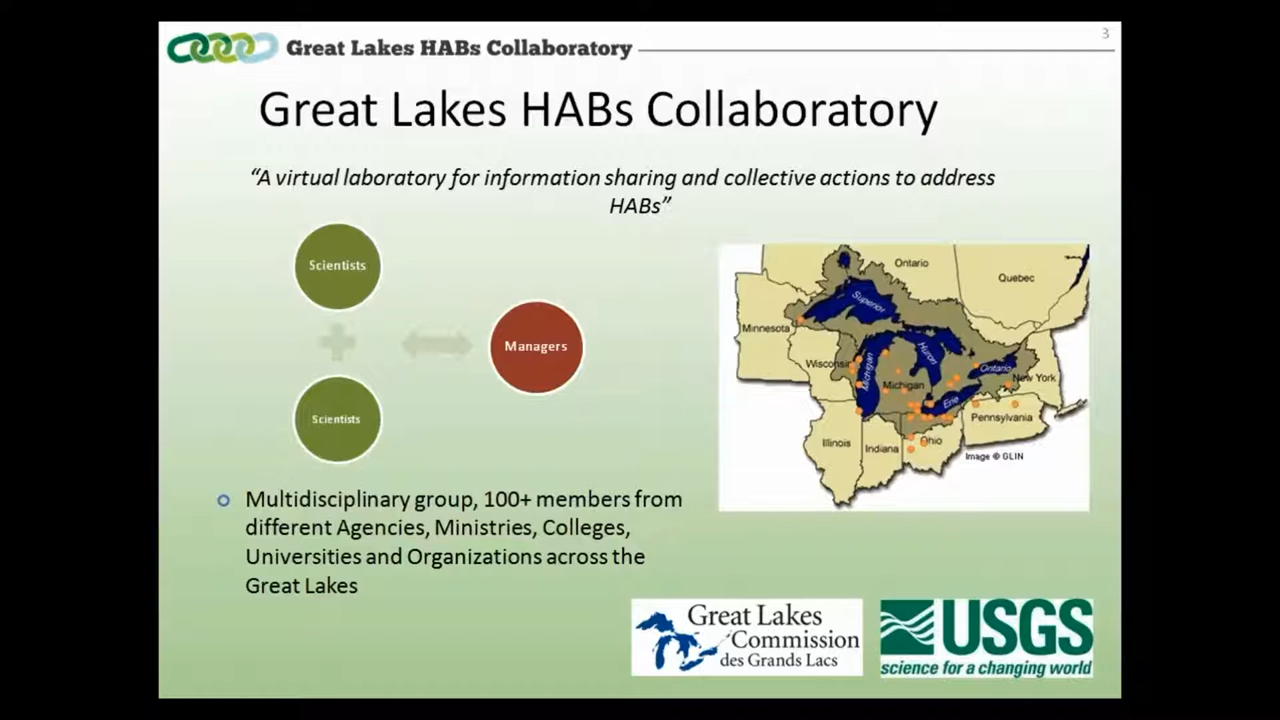 Great Lakes HABs Collaboratory
3
Great Lakes HABs Collaboratory
“A virtual laboratory for information sharing and collective actions to address
HABs”
Scientists
Managers
Scientists
Multidisciplinary group, 100+ members from
different Agencies, Ministries, Colleges,
Universities and Organizations across the
Great Lakes
Ontario
Quebec
Superior
Minnesota
Wisconsin
Michigan
Huron
Michigan
Ontario
New York
Erie
Pennsylvania
Illinois
Indiana
Ohio
Image © GLIN
Great Lakes
Commission
des Grands Lacs
USGS
science for a changing world